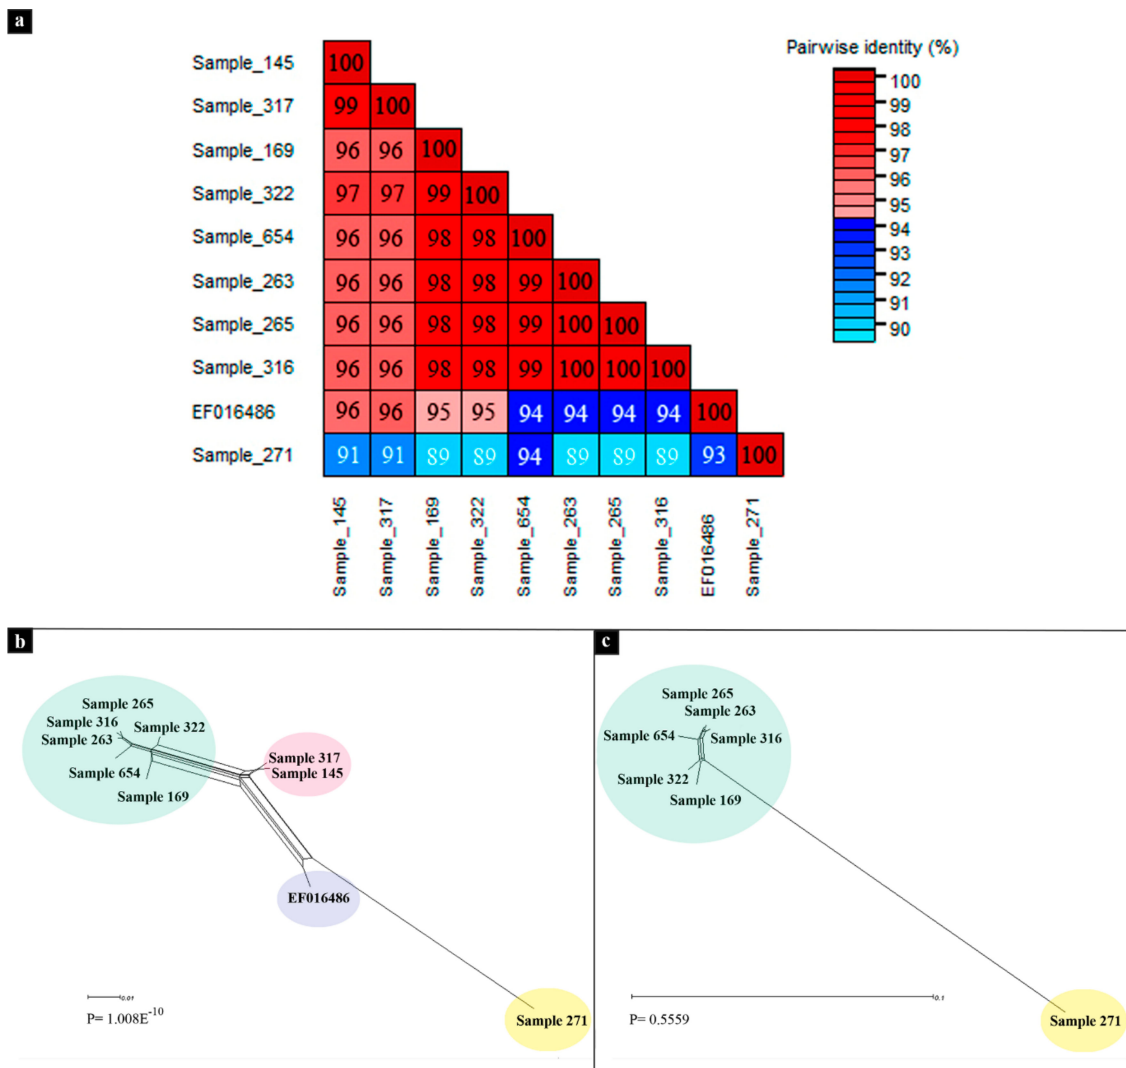 a
Pairwise identity (%)
Sample_145 100
Sample_317 99 100
Sample_169 96 96 100
Sample_322 97 97 99 100
Sample_654 96 96 98 98 100
Sample_263 96 96 98 98 99 100
Sample_265 96 96 98 98 99 100 100
Sample_316 96 96 98 98 99 100 100 100
EF016486 96 96 95 95 94 94 94 94 100
Sample_271 91 91 89 89 94 89 89 89 93 100
Sample_145 Sample_317 Sample_169 Sample_322 Sample_654 Sample_263 Sample_265 Sample_316 EF016486 Sample_271
100
99
98
97
96
95
94
93
92
91
90
b
Sample 265
Sample 316
Sample 322
Sample 263
Sample 654
Sample 169
Sample 317
Sample 145
EF016486
Sample 271
0.01
P= 1.008E-10
c
Sample 265
Sample 263
Sample 654
Sample 316
Sample 322
Sample 169
Sample 271
0.1
P= 0.5559